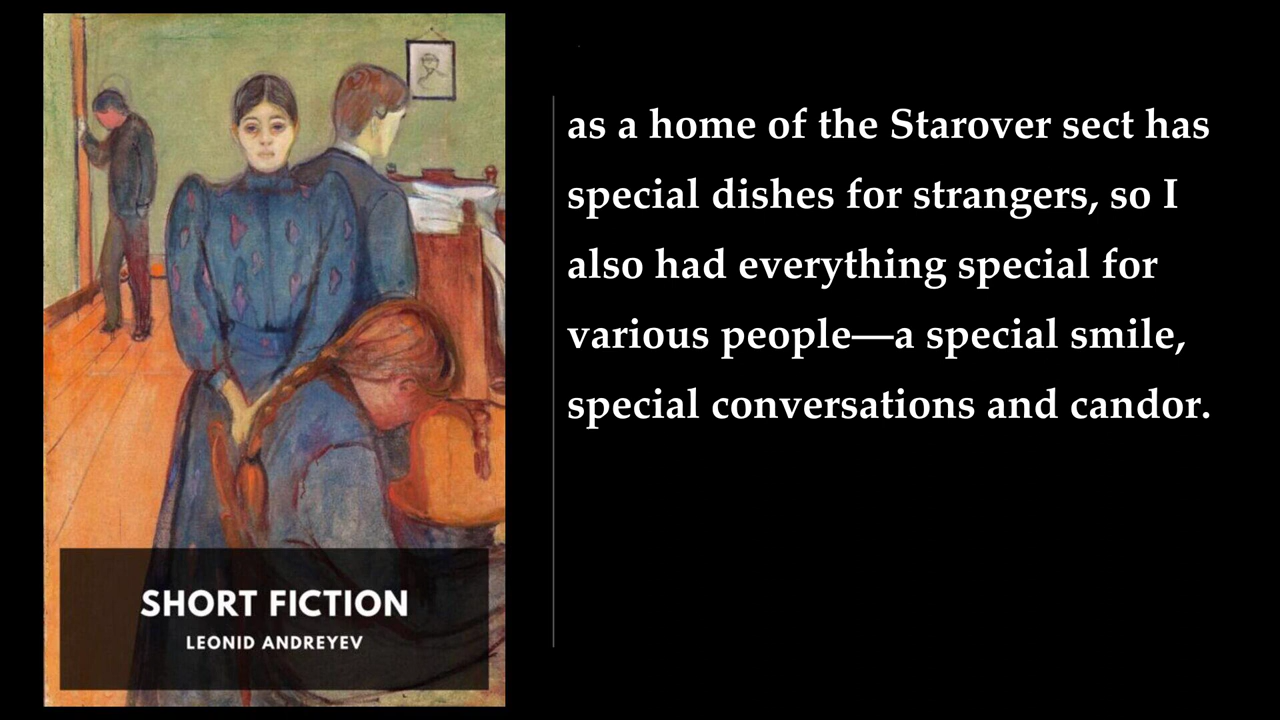 as a home of the Starover sect has
special dishes for strangers, so I
also had everything special for
various people—a special smile,
special conversations and candor.
SHORT FICTION
LEONID ANDREYEV